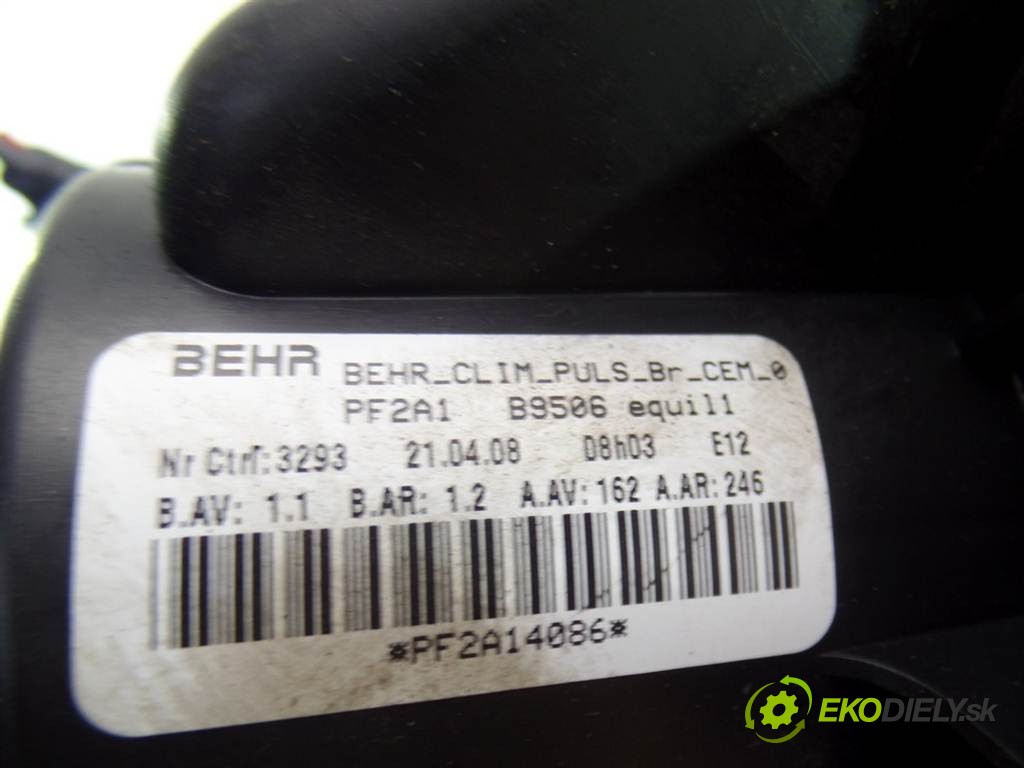 BEHR BEHR_CLIM_PULS_Br_CEM_0
PF2A1 B9506 equil1
Nr Ctrl: 3293 21.04.08 08h03 E12
B.AV: 1.1 B.AR: 1.2 A.AV: 162 A.AR: 246
*PF2A14086*
EKODIELY.sk